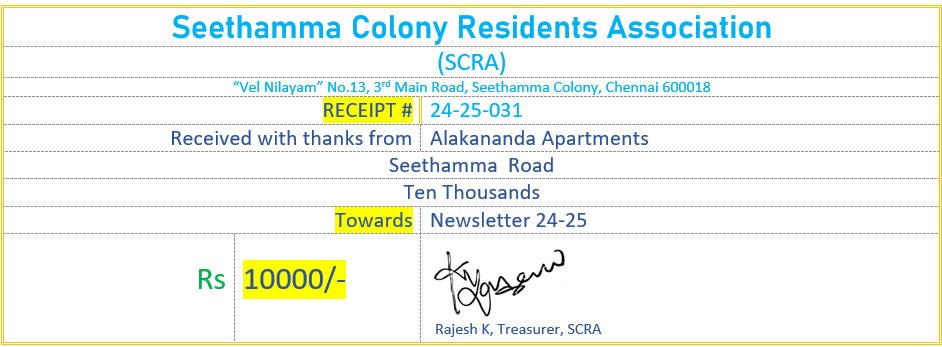 Seethamma Colony Residents Association
(SCRA)
“Vel Nilayam” No.13, 3rd Main Road, Seethamma Colony, Chennai 600018
RECEIPT # 24-25-031
Received with thanks from Alakananda Apartments
Seethamma Road
Ten Thousands
Towards Newsletter 24-25
Rs 10000/-
Rajesh K, Treasurer, SCRA